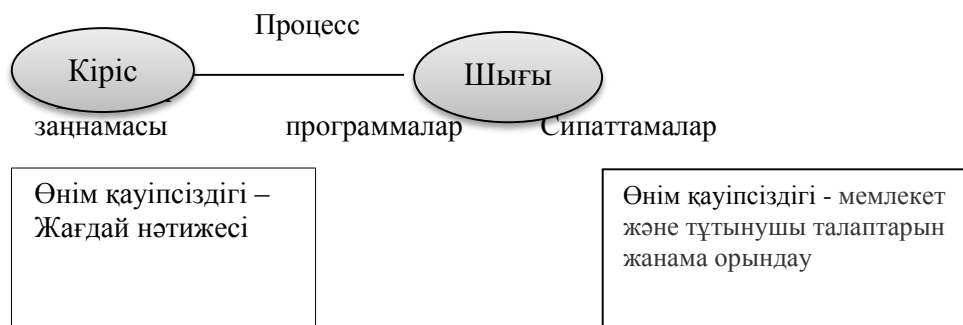 Процесс
Кіріс
Шығы
заңнамасы программалар Сипаттамалар
Өнім қауіпсіздігі –
Жағдай нәтижесі
Өнім қауіпсіздігі - мемлекет
және тұтынушы талаптарын
жанама орындау